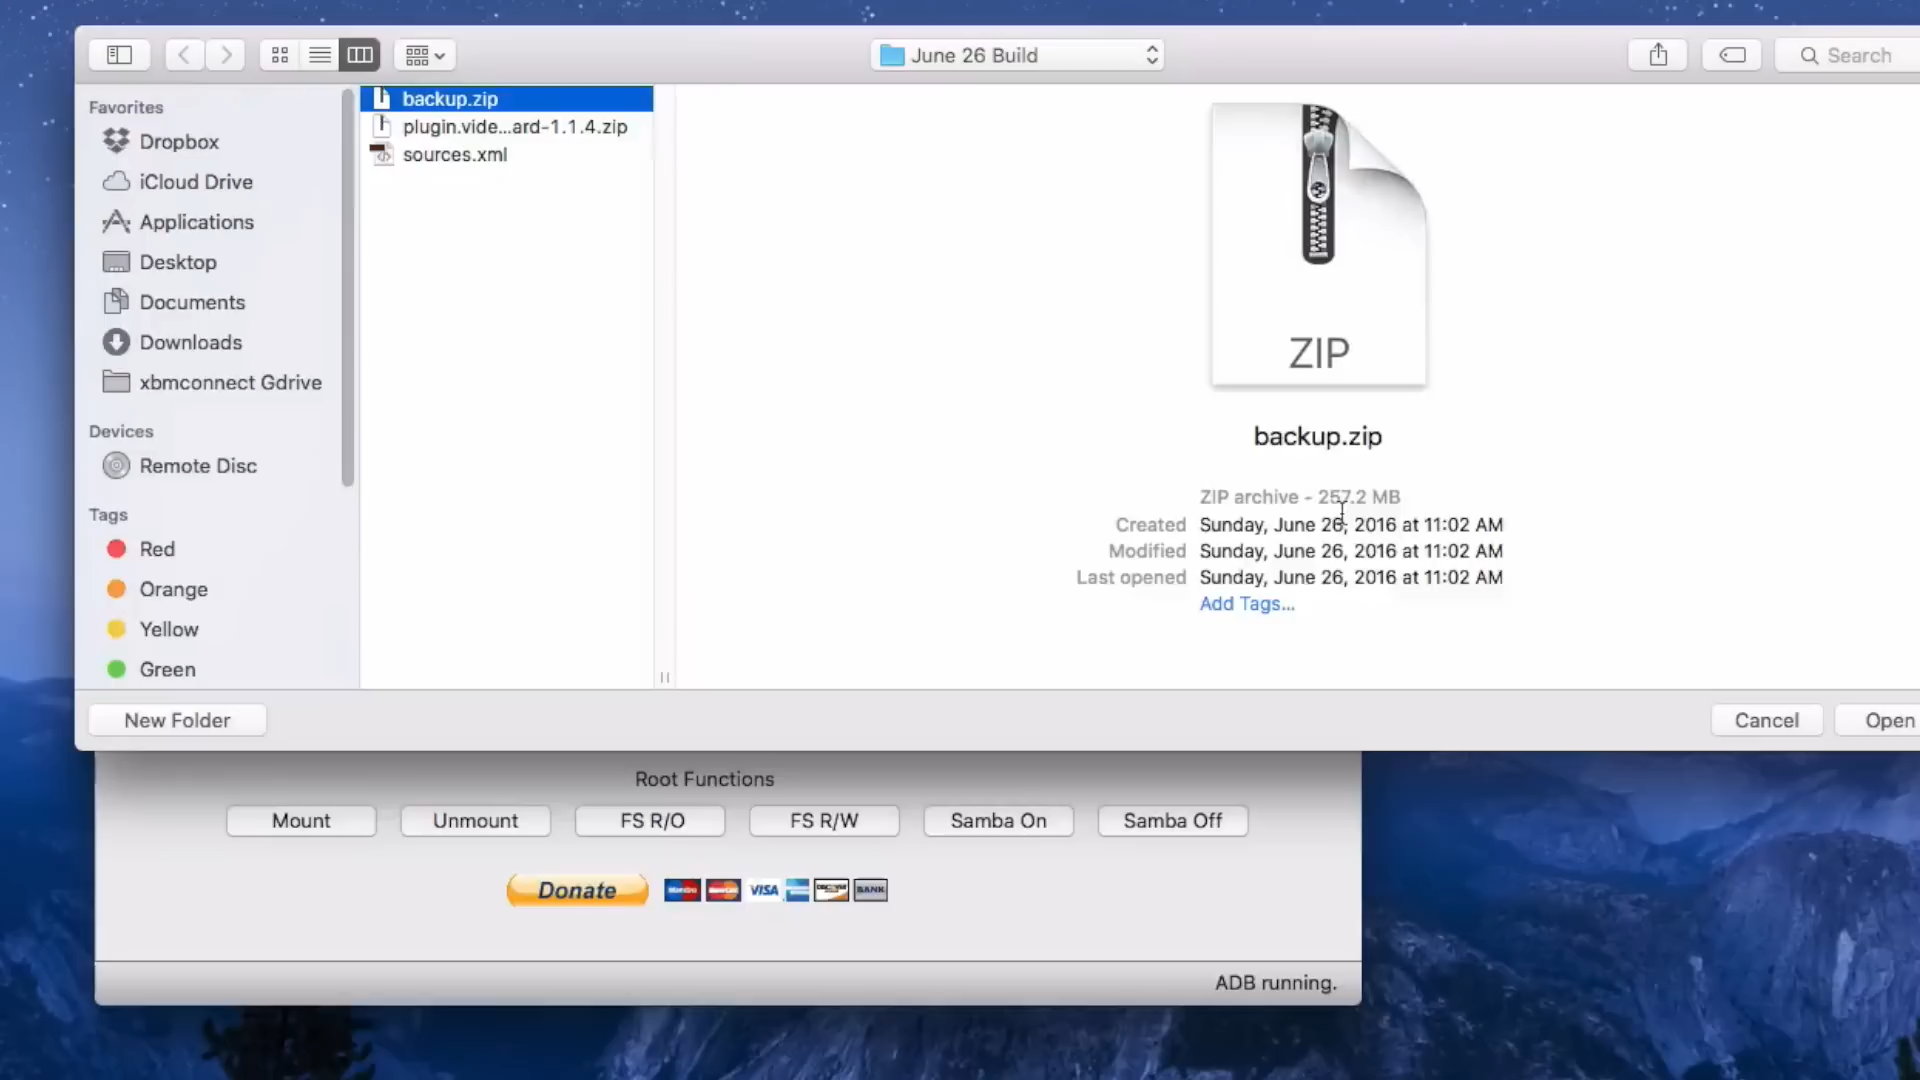 June 26 Build
Search
Favorites
Dropbox
iCloud Drive
Applications
Desktop
Documents
Downloads
xbmconnect Gdrive
Devices
Remote Disc
Tags
Red
Orange
Yellow
Green
backup.zip
plugin.vide...ard-1.1.4.zip
sources.xml
ZIP
backup.zip
ZIP archive - 257.2 MB
Created Sunday, June 26, 2016 at 11:02 AM
Modified Sunday, June 26, 2016 at 11:02 AM
Last opened Sunday, June 26, 2016 at 11:02 AM
Add Tags...
New Folder
Cancel
Open
Root Functions
Mount
Unmount
FS R/O
FS R/W
Samba On
Samba Off
Donate
Maestro
MasterCard
VISA
DISCOVER
BANK
ADB running.